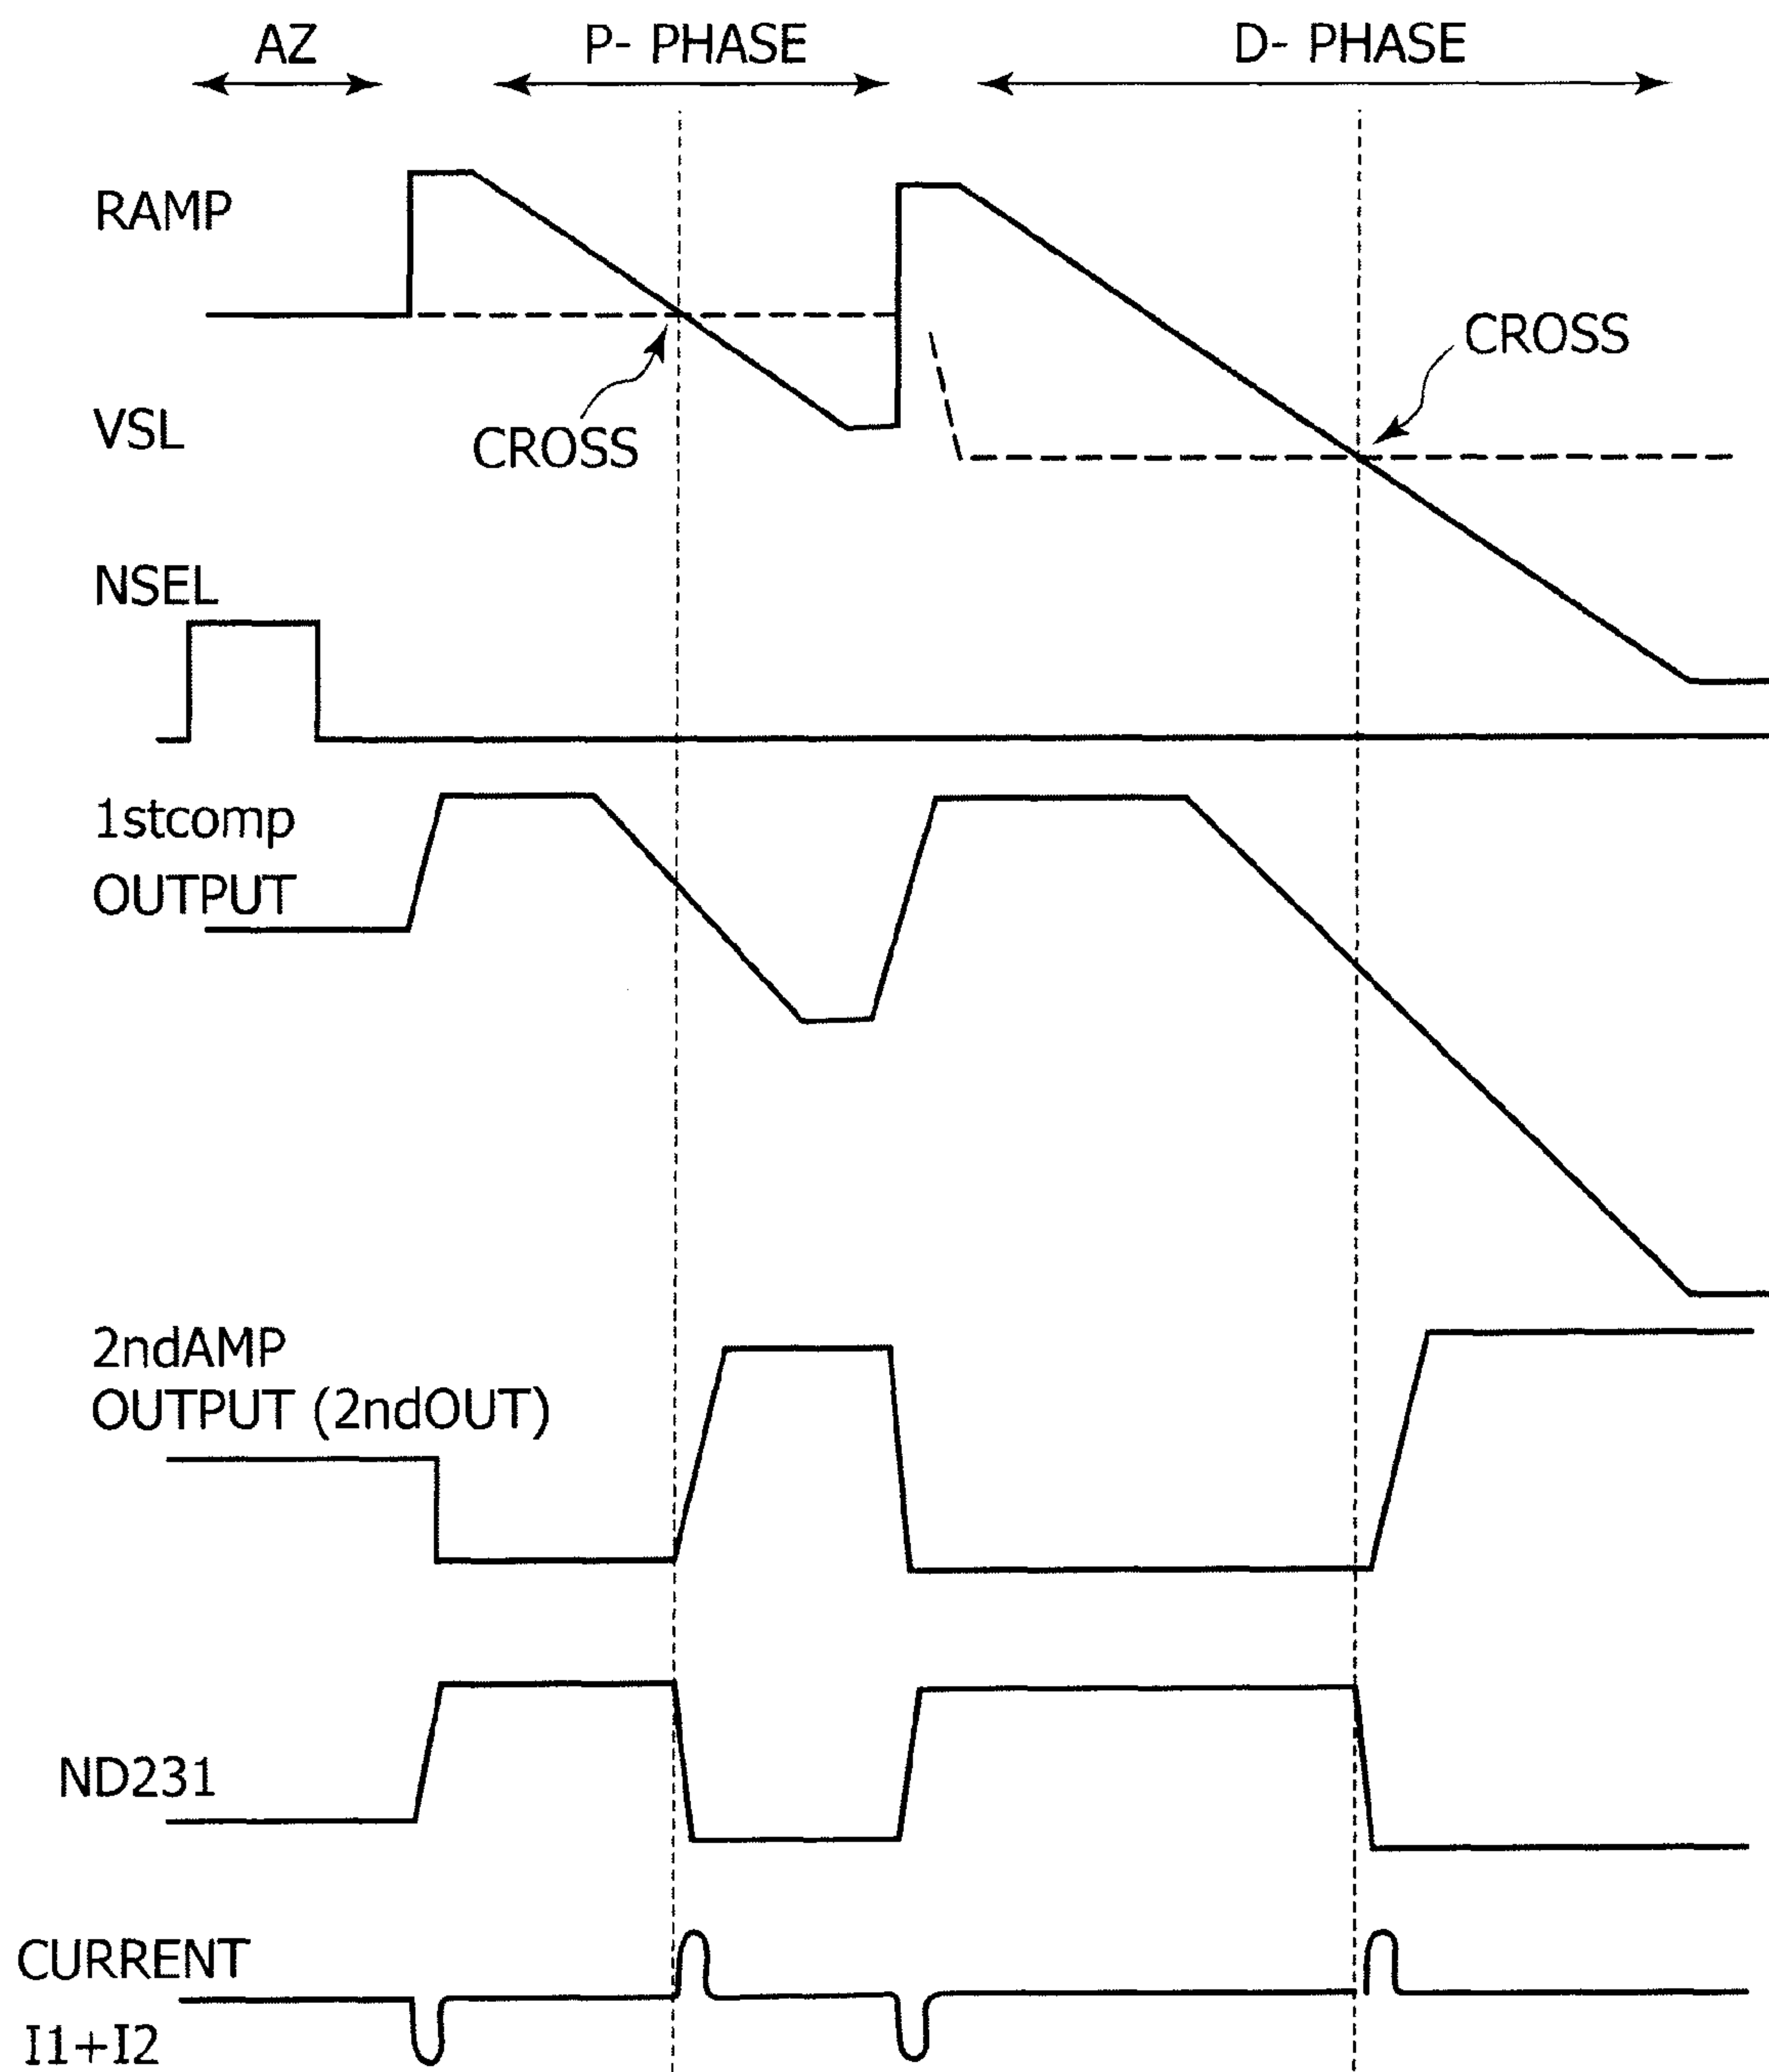 AZ
P- PHASE
D- PHASE
RAMP
CROSS
VSL
CROSS
NSEL
1stcomp
OUTPUT
2ndAMP
OUTPUT (2ndOUT)
ND231
CURRENT
I1+I2